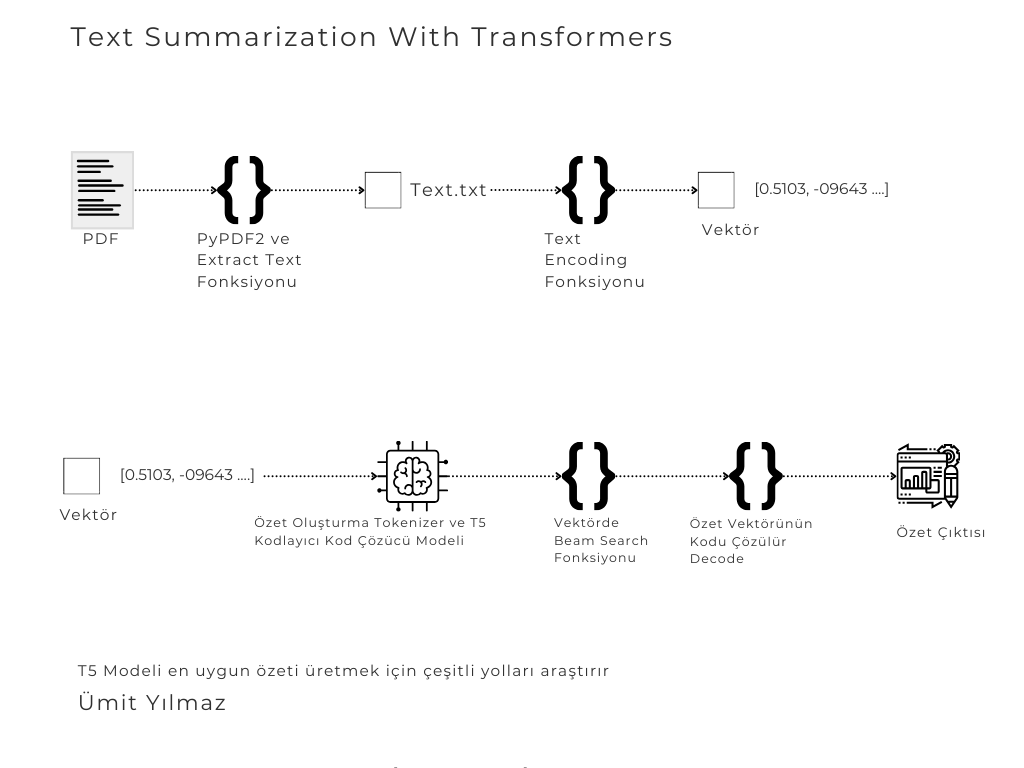 Text Summarization With Transformers
Text.txt
[0.5103, -09643 ....]
PDF
PyPDF2 ve
Extract Text
Fonksiyonu
Text
Encoding
Fonksiyonu
Vektör
[0.5103, -09643 ....]
Vektör
Özet Oluşturma Tokenizer ve T5
Kodlayıcı Kod Çözücü Modeli
Vektörde
Beam Search
Fonksiyonu
Özet Vektörünün
Kodu Çözülür
Decode
Özet Çıktısı
T5 Modeli en uygun özeti üretmek için çeşitli yolları araştırır
Ümit Yılmaz